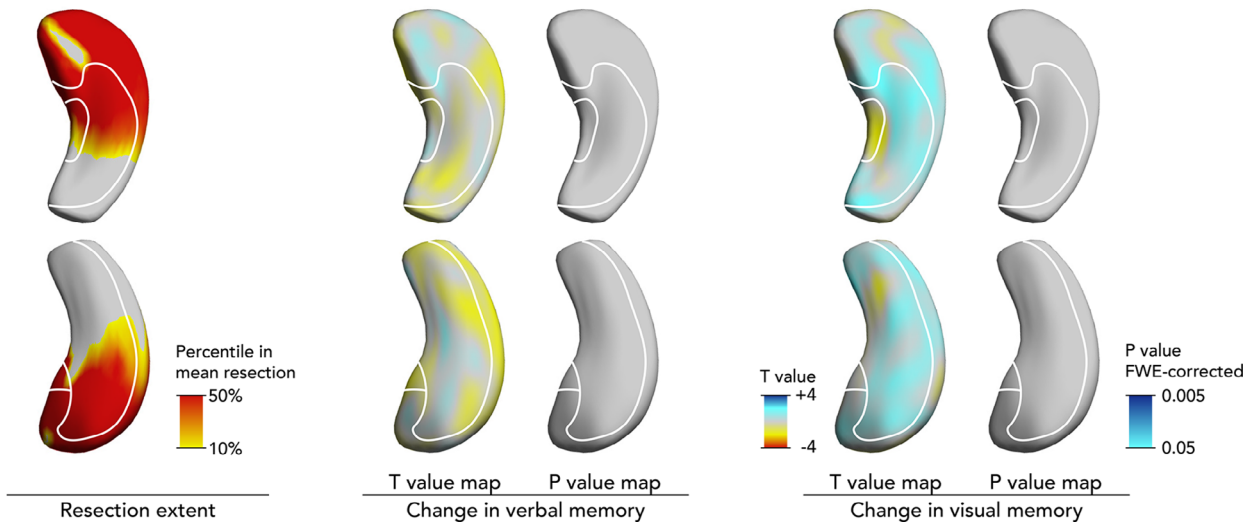 Percentile in
mean resection
50%
10%
T value
+4
-4
P value
FWE-corrected
0.005
0.05
T value map
P value map
T value map
P value map
Resection extent
Change in verbal memory
Change in visual memory